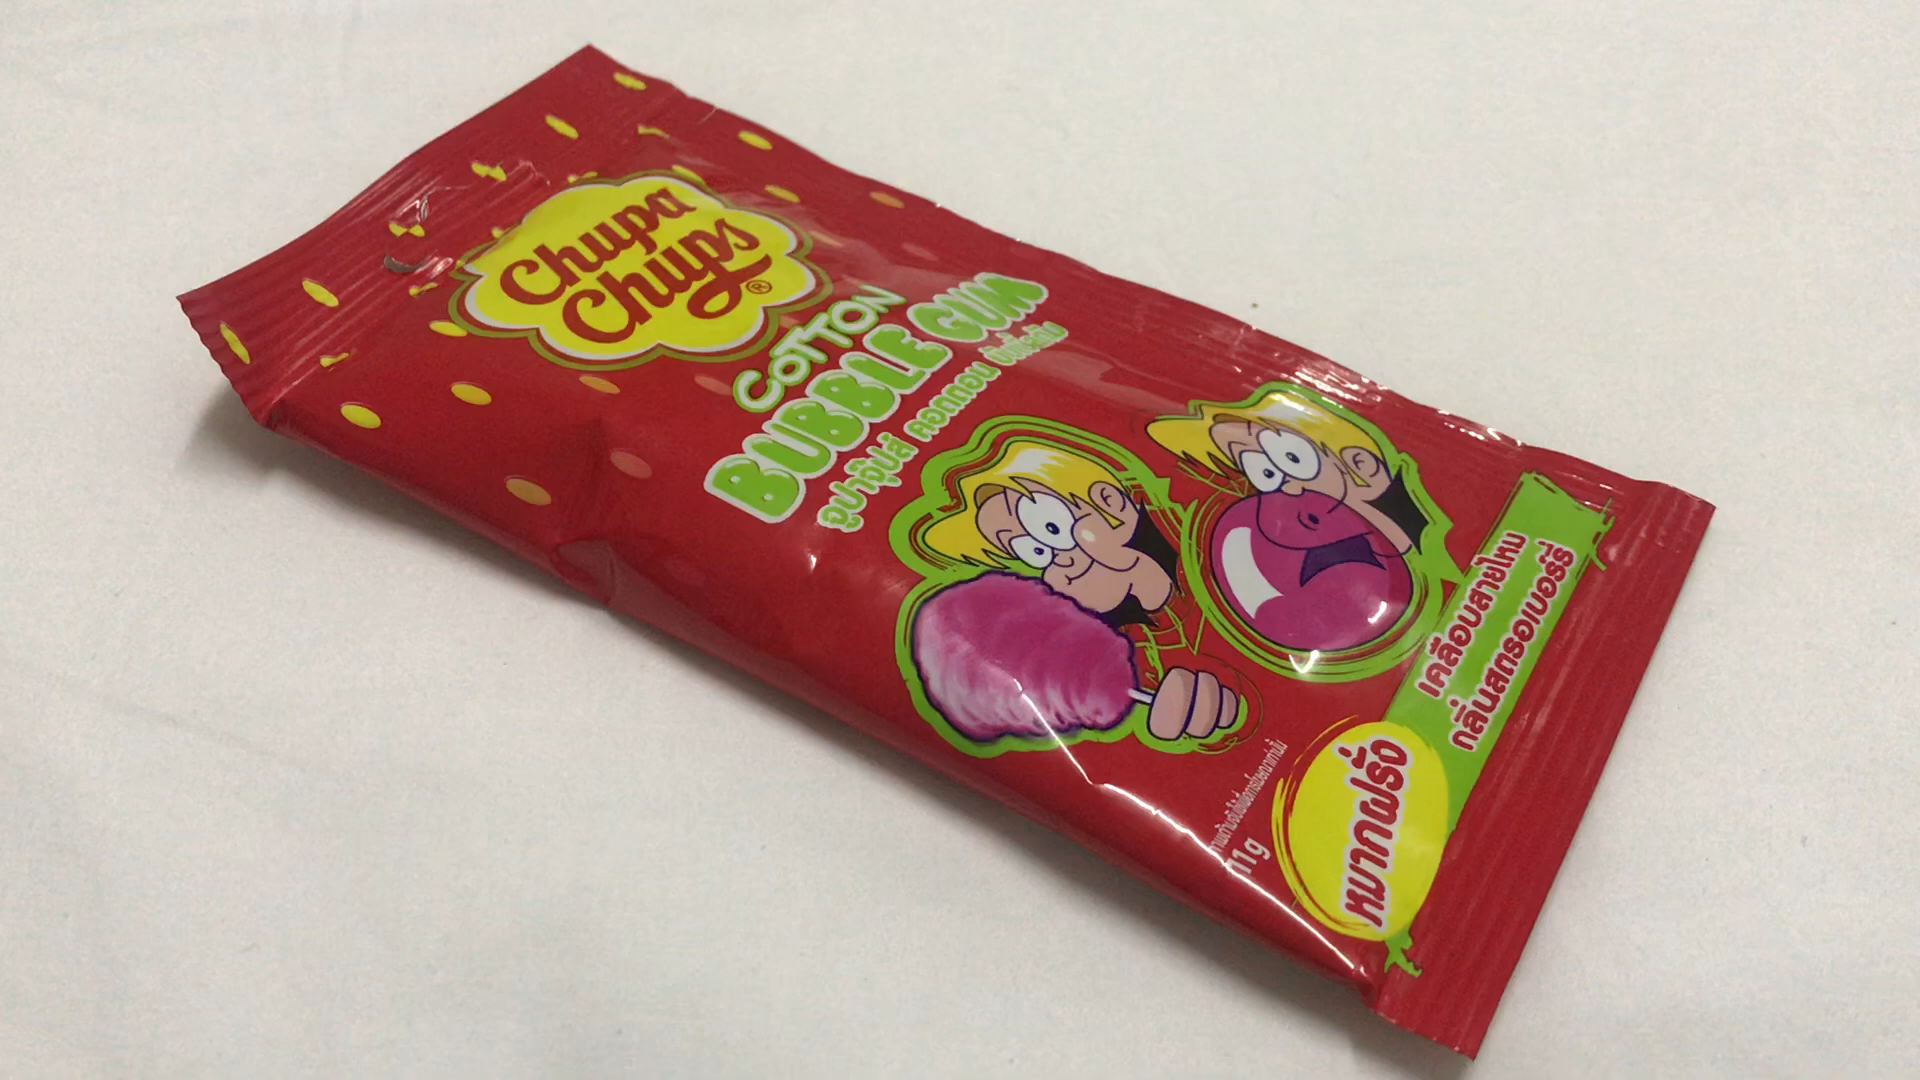 Chupa
Chups®
COTTON
BUBBLE GUM
จูปาจุ๊ปส์ คอตตอน บับเบิ้ลกัม
เคลือบสายไหม
กลิ่นสตรอเบอร์รี่
หมากฝรั่ง
11g